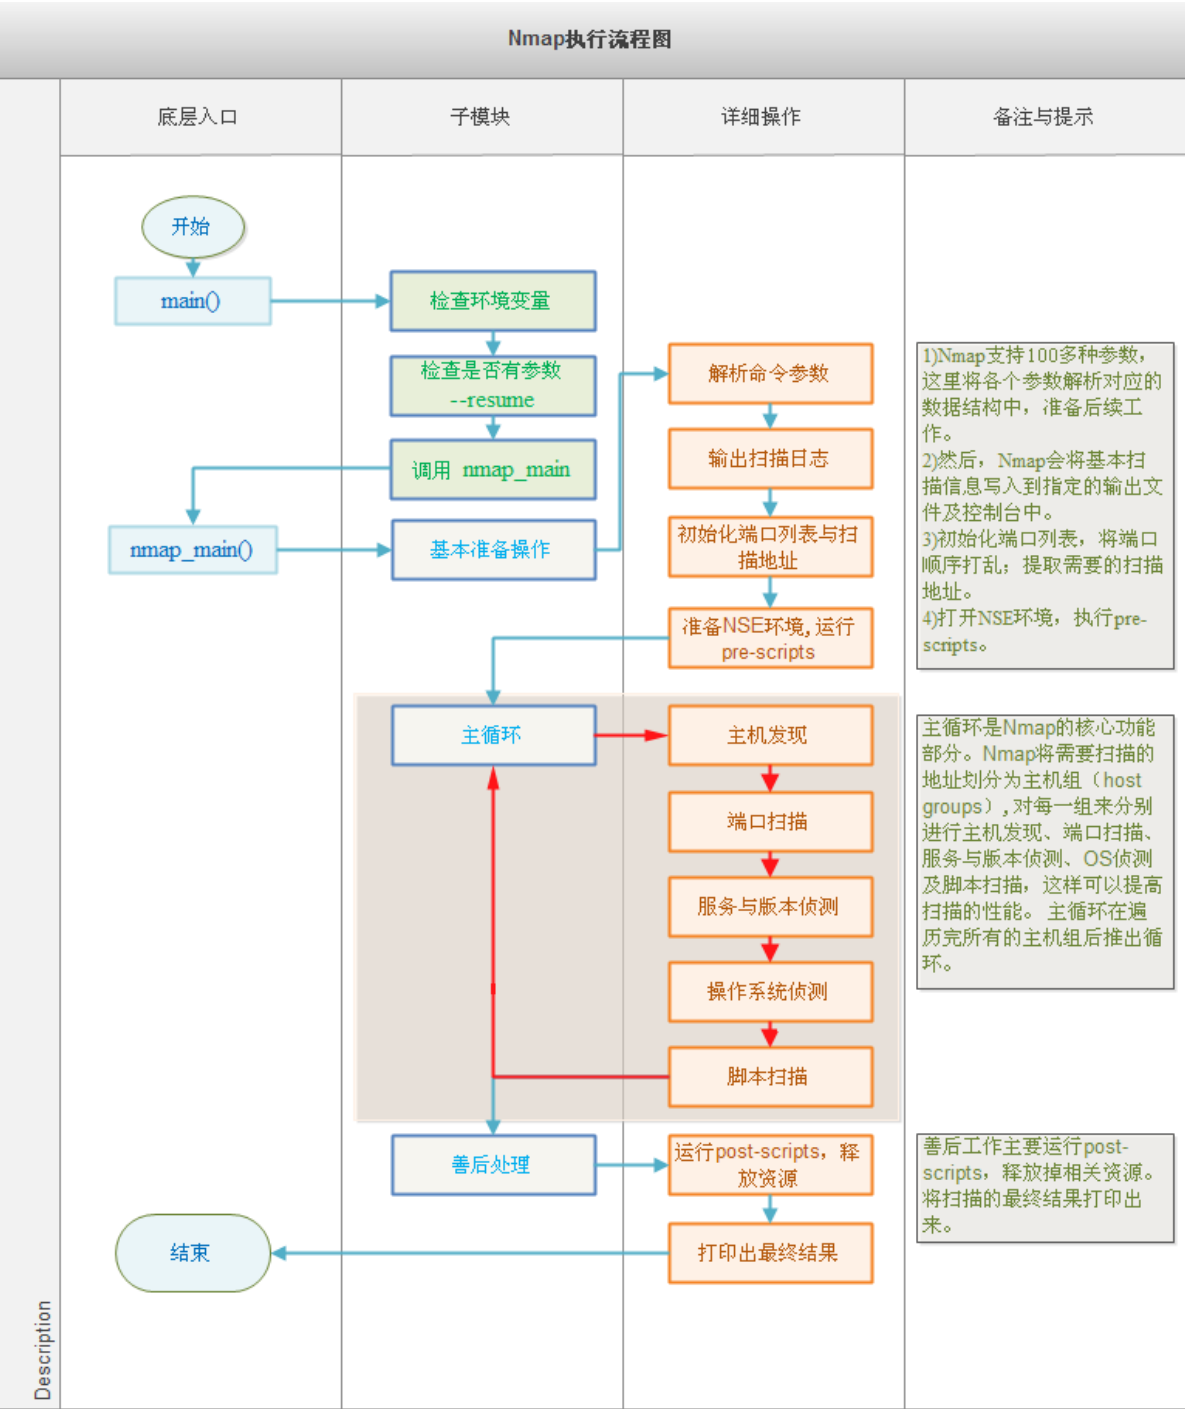 Nmap执行流程图
底层入口
子模块
详细操作
备注与提示
开始
main()
检查环境变量
检查是否有参数
--resume
调用 nmap_main
nmap_main()
基本准备操作
解析命令参数
输出扫描日志
初始化端口列表与扫
描地址
准备NSE环境,运行
pre-scripts
1)Nmap支持100多种参数，
这里将各个参数解析对应的
数据结构中，准备后续工
作。
2)然后，Nmap会将基本扫
描信息写入到指定的输出文
件及控制台中。
3)初始化端口列表，将端口
顺序打乱；提取需要的扫描
地址。
4)打开NSE环境，执行pre-
scripts。
主循环
主机发现
端口扫描
服务与版本侦测
操作系统侦测
脚本扫描
主循环是Nmap的核心功能
部分。Nmap将需要扫描的
地址划分为主机组（host
groups）,对每一组来分别
进行主机发现、端口扫描、
服务与版本侦测、OS侦测
及脚本扫描，这样可以提高
扫描的性能。 主循环在遍
历完所有的主机组后推出循
环。
善后处理
运行post-scripts，释
放资源
打印出最终结果
善后工作主要运行post-
scripts，释放掉相关资源。
将扫描的最终结果打印出
来。
结束
Description